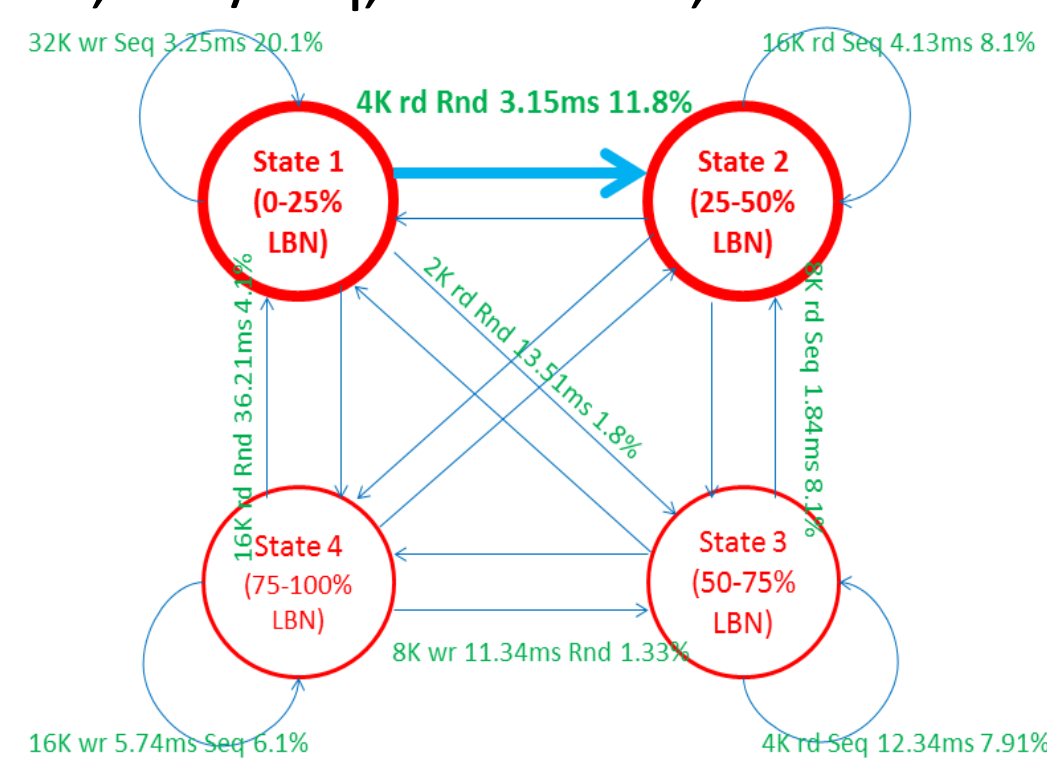 32K wr Seq 3.25ms 20.1%
16K rd Seq 4.13ms 8.1%
4K rd Rnd 3.15ms 11.8%
State 1
(0-25%
LBN)
State 2
(25-50%
LBN)
2K rd Rnd 13.51ms 1.8%
16K rd Rnd 36.21ms 4.1%
8K rd Seq 1.84ms 8.1%
State 4
(75-100%
LBN)
State 3
(50-75%
LBN)
8K wr 11.34ms Rnd 1.33%
16K wr 5.74ms Seq 6.1%
4K rd Seq 12.34ms 7.91%